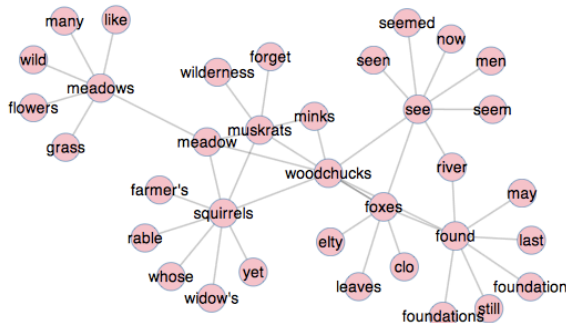 seemed
many
like
now
wild
forget
seen
men
wilderness
meadows
flowers
see
seem
minks
muskrats
grass
meadow
woodchucks
river
farmer's
may
squirrels
foxes
rable
elty
found
last
whose
yet
clo
leaves
foundation
widow's
foundations
still